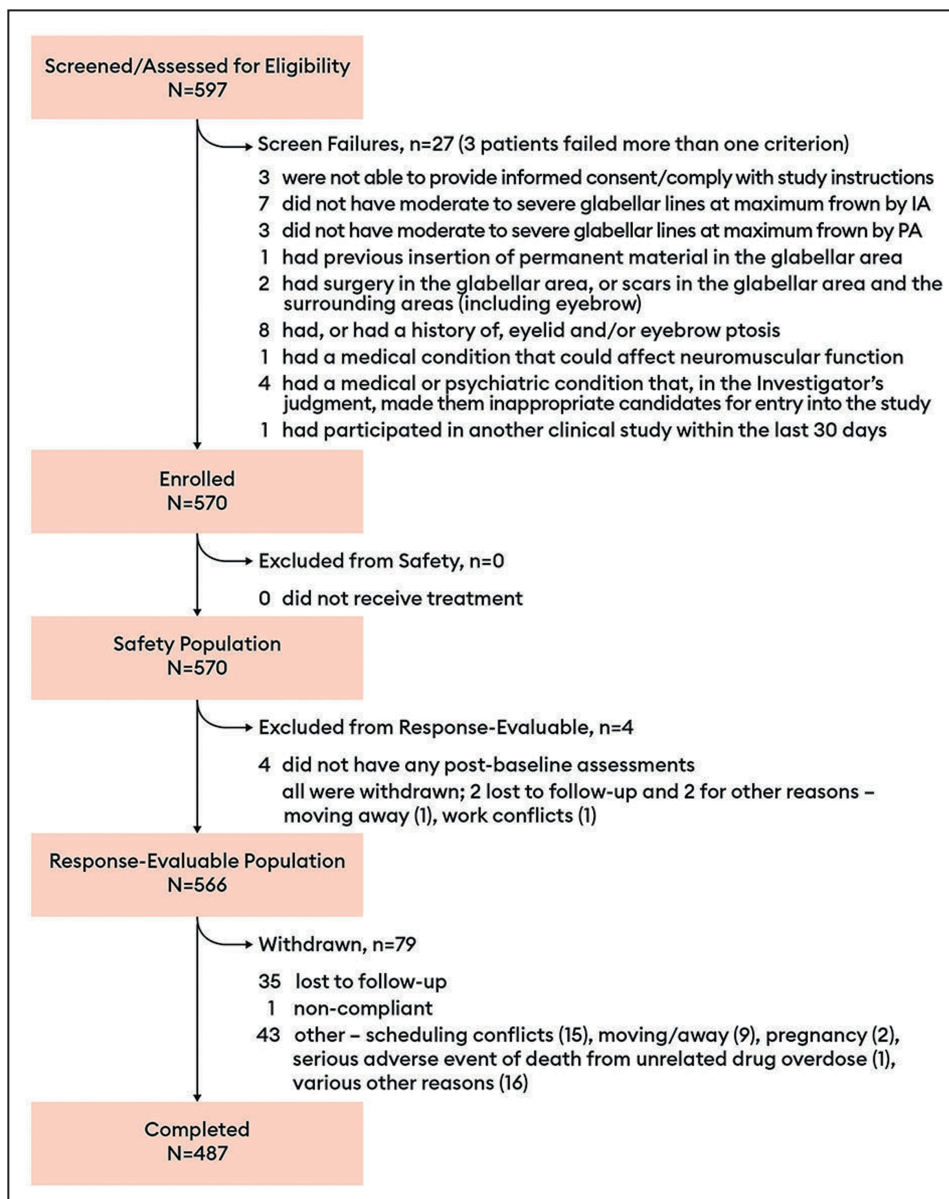 Screened/Assessed for Eligibility
N=597
Screen Failures, n=27 (3 patients failed more than one criterion)
3 were not able to provide informed consent/comply with study instructions
7 did not have moderate to severe glabellar lines at maximum frown by IA
3 did not have moderate to severe glabellar lines at maximum frown by PA
1 had previous insertion of permanent material in the glabellar area
2 had surgery in the glabellar area, or scars in the glabellar area and the
surrounding areas (including eyebrow)
8 had, or had a history of, eyelid and/or eyebrow ptosis
1 had a medical condition that could affect neuromuscular function
4 had a medical or psychiatric condition that, in the Investigator's
judgment, made them inappropriate candidates for entry into the study
1 had participated in another clinical study within the last 30 days
Enrolled
N=570
Excluded from Safety, n=0
0 did not receive treatment
Safety Population
N=570
Excluded from Response-Evaluable, n=4
4 did not have any post-baseline assessments
all were withdrawn; 2 lost to follow-up and 2 for other reasons –
moving away (1), work conflicts (1)
Response-Evaluable Population
N=566
Withdrawn, n=79
35 lost to follow-up
1 non-compliant
43 other – scheduling conflicts (15), moving/away (9), pregnancy (2),
serious adverse event of death from unrelated drug overdose (1),
various other reasons (16)
Completed
N=487